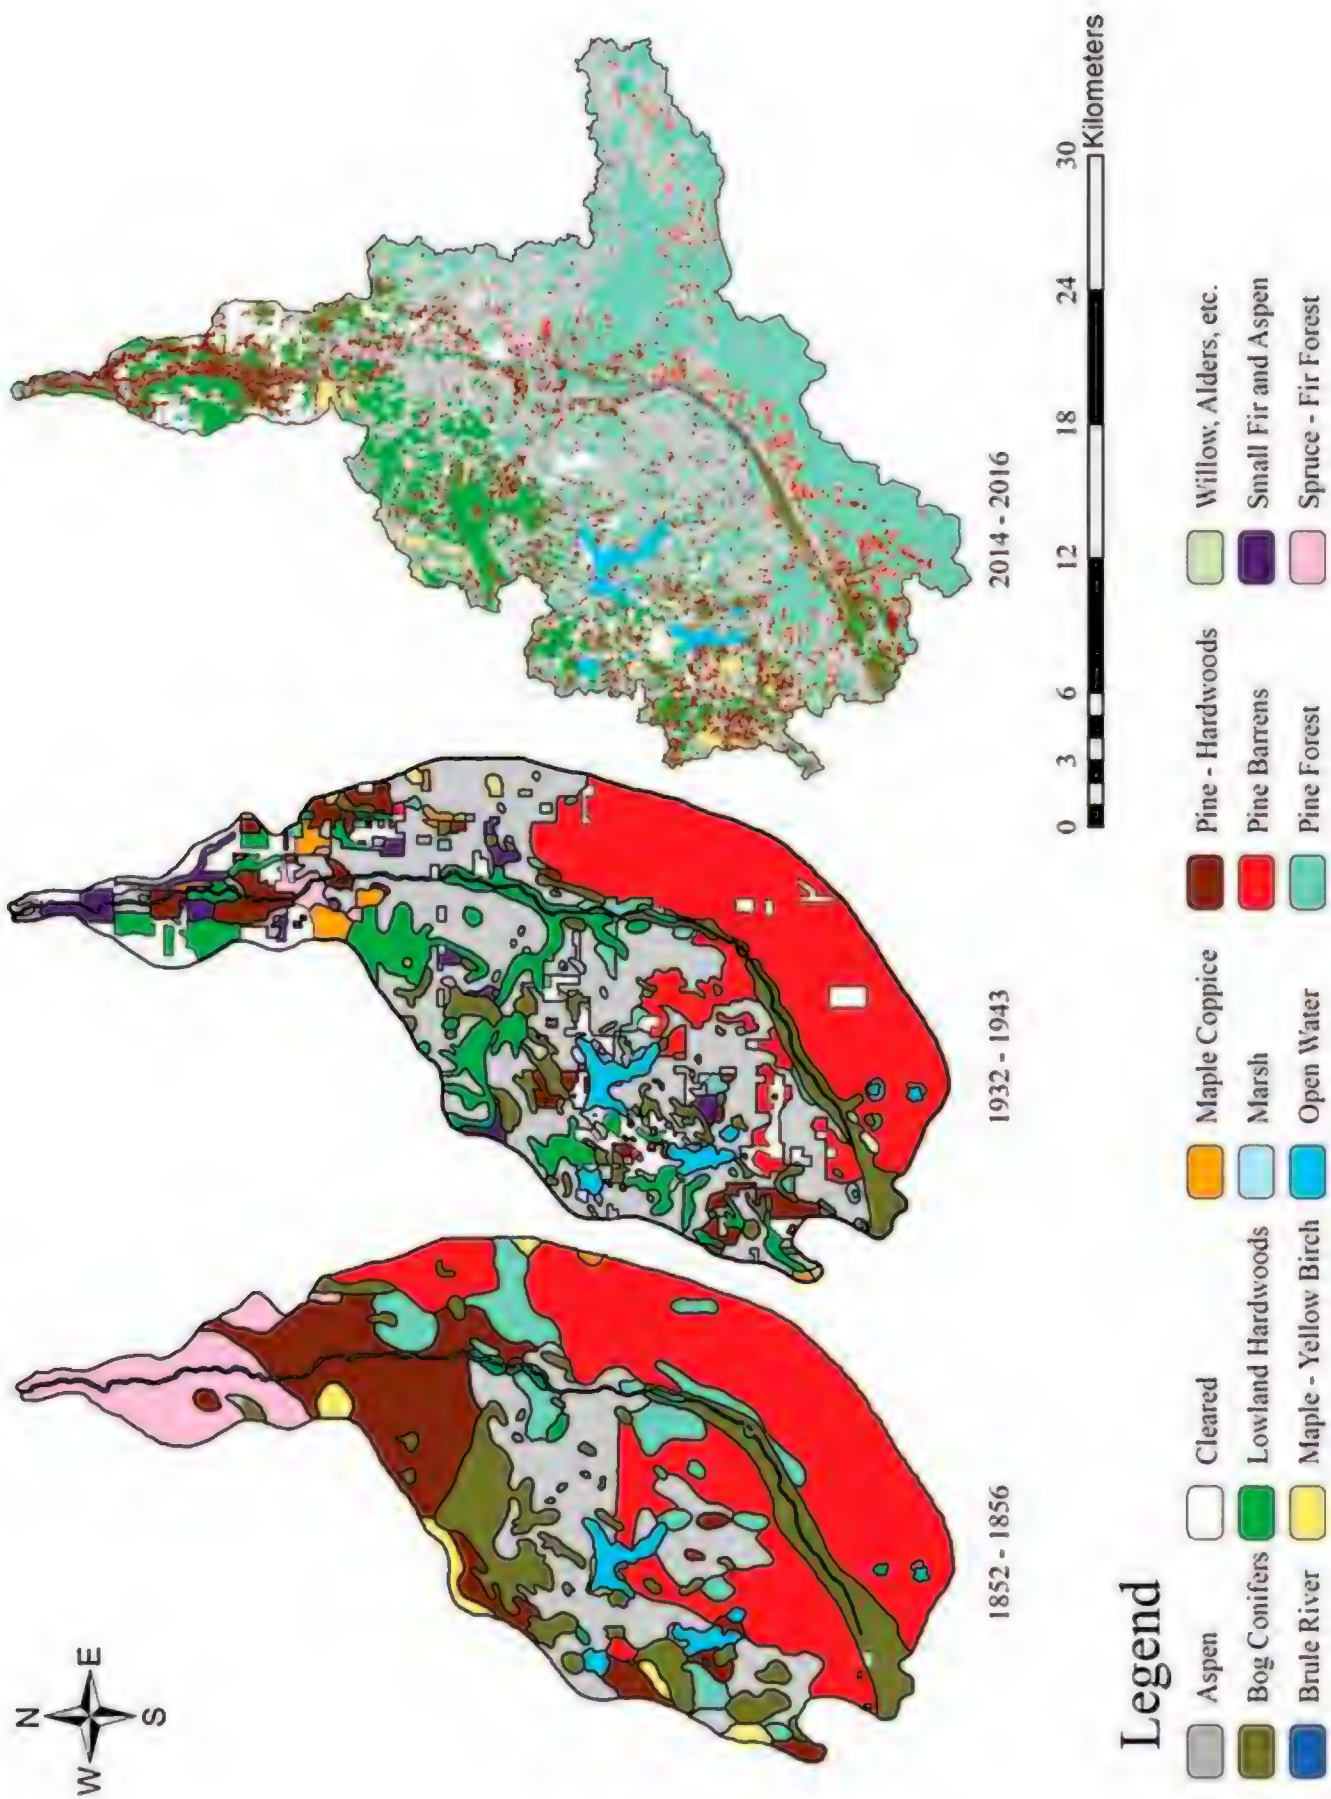 N
W E
S
1852 - 1856
1932 - 1943
2014 - 2016
0 3 6 12 18 24 30
Kilometers
Legend
Aspen
Cleared
Maple Coppice
Pine - Hardwoods
Willow, Alders, etc.
Bog Conifers
Lowland Hardwoods
Marsh
Pine Barrens
Small Fir and Aspen
Brule River
Maple - Yellow Birch
Open Water
Pine Forest
Spruce - Fir Forest